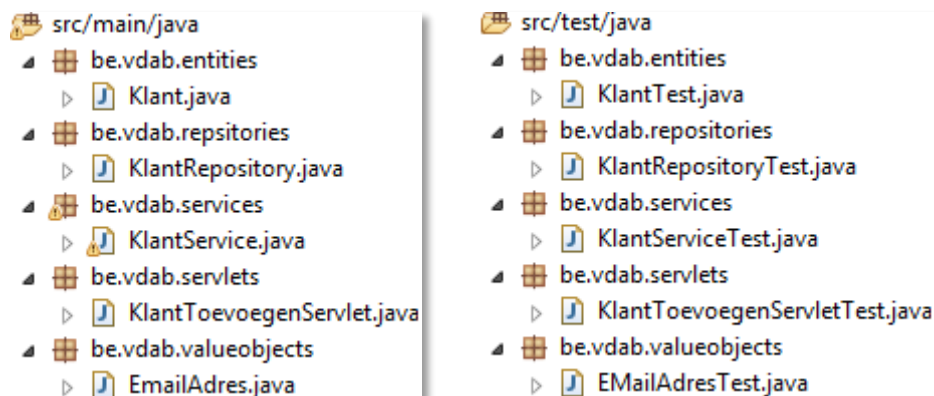 src/main/java
be.vdab.entities
Klant.java
be.vdab.repsitories
KlantRepository.java
be.vdab.services
KlantService.java
be.vdab.servlets
KlantToevoegenServlet.java
be.vdab.valueobjects
EmailAdres.java
src/test/java
be.vdab.entities
KlantTest.java
be.vdab.repositories
KlantRepositoryTest.java
be.vdab.services
KlantServiceTest.java
be.vdab.servlets
KlantToevoegenServletTest.java
be.vdab.valueobjects
EMailAdresTest.java